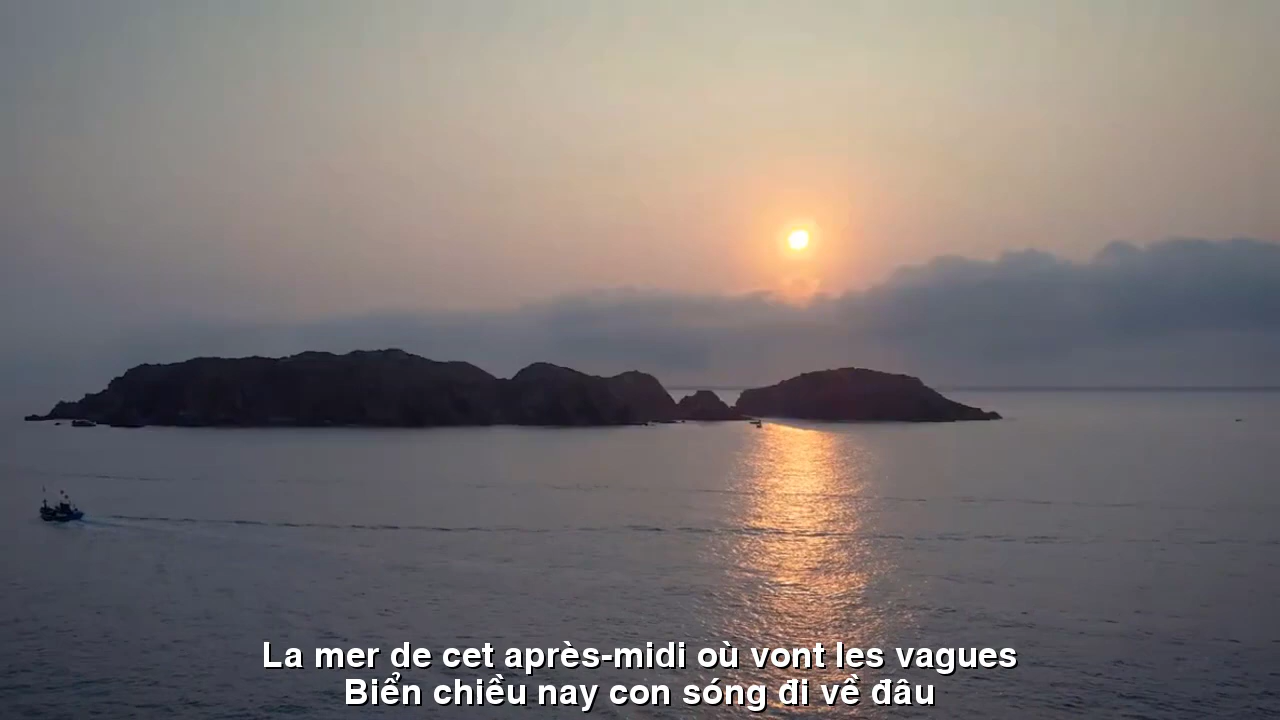 La mer de cet après-midi où vont les vagues
Biển chiều nay con sóng đi về đâu